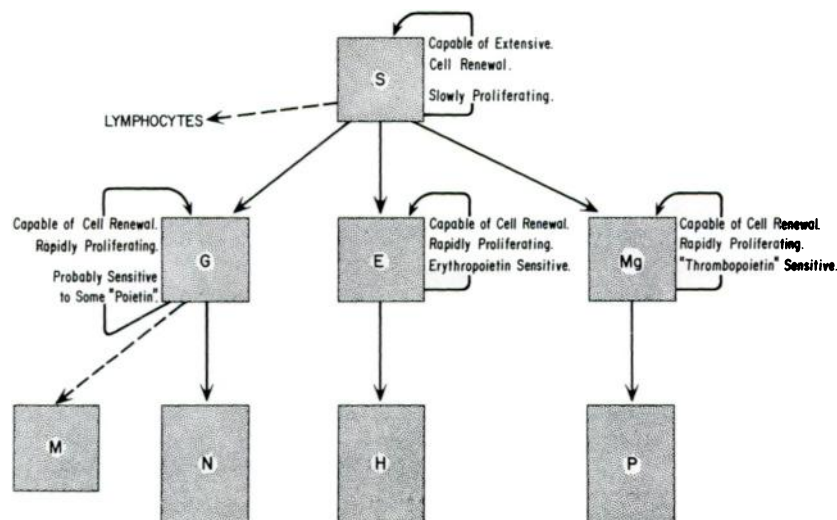 Capable of Extensive.
Cell Renewal.
S
Slowly Proliferating.
LYMPHOCYTES
Capable of Cell Renewal.
Rapidly Proliferating.
G
Probably Sensitive
to Some "Poietin".
Capable of Cell Renewal.
Rapidly Proliferating.
E
Erythropoietin Sensitive.
Capable of Cell Renewal.
Rapidly Proliferating.
Mg
"Thrombopoietin" Sensitive.
M
N
H
P